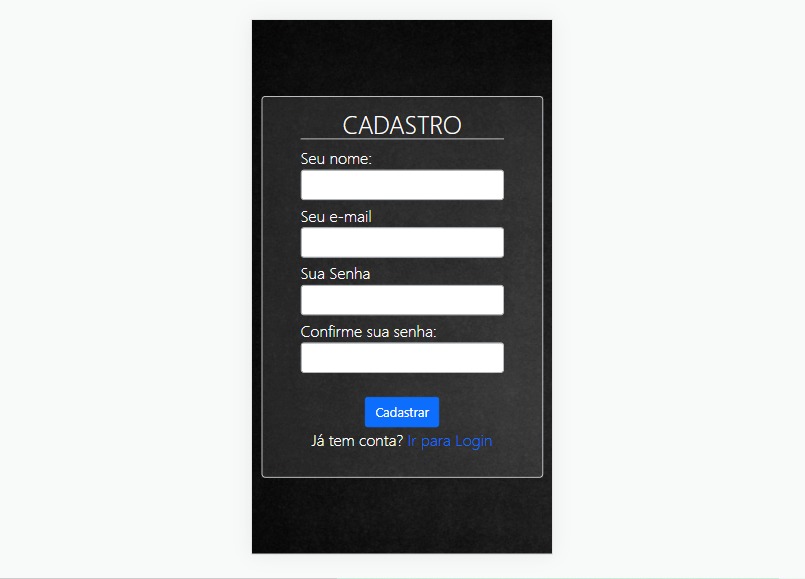 CADASTRO
Seu nome:
Seu e-mail
Sua Senha
Confirme sua senha:
Cadastrar
Já tem conta? Ir para Login